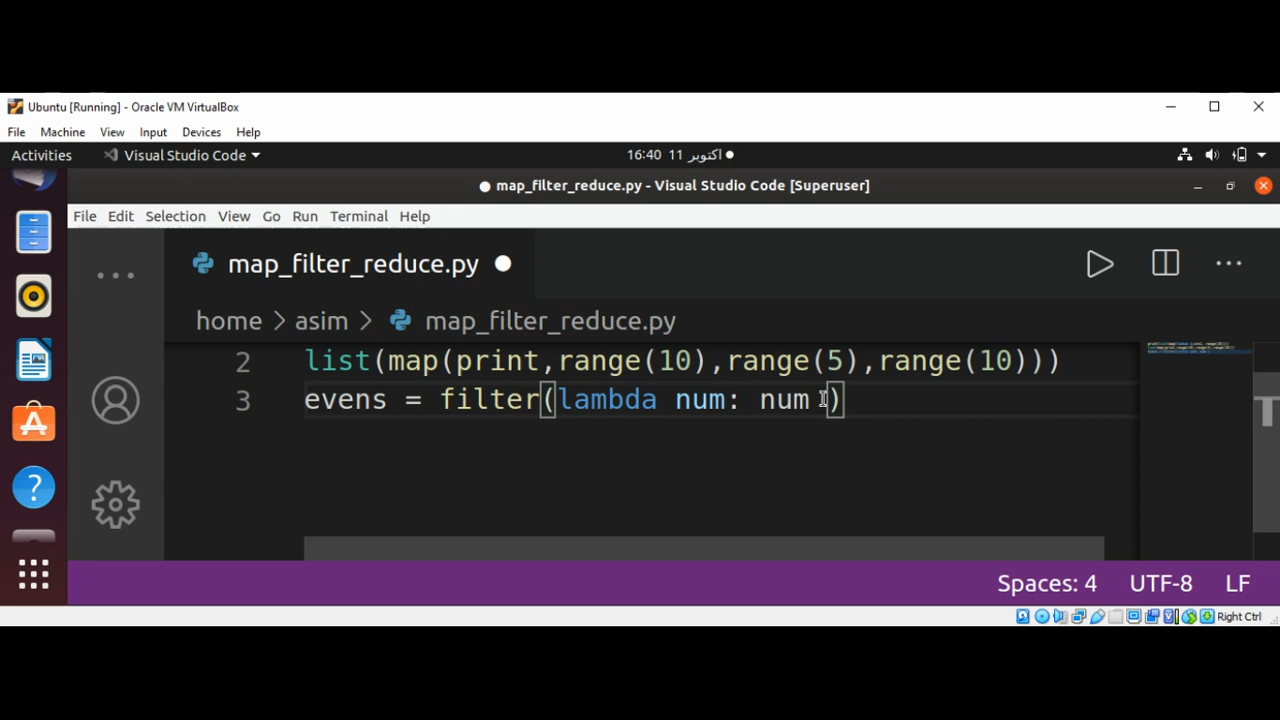 Ubuntu [Running] - Oracle VM VirtualBox
File Machine View Input Devices Help
Activities Visual Studio Code 16:40 11 اکتوبر
map_filter_reduce.py - Visual Studio Code [Superuser]
File Edit Selection View Go Run Terminal Help
map_filter_reduce.py
home > asim > map_filter_reduce.py
2 list(map(print,range(10),range(5),range(10)))
3 evens = filter(lambda num: num )
Spaces: 4 UTF-8 LF
Right Ctrl